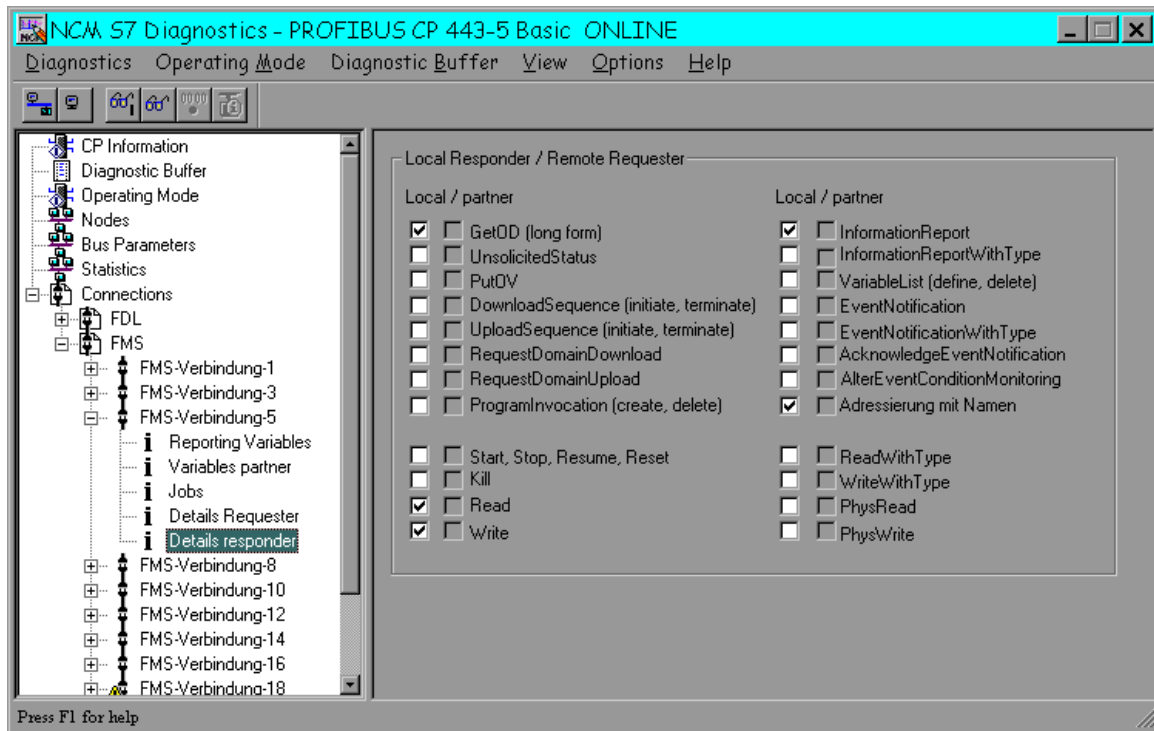 NCM S7 Diagnostics - PROFIBUS CP 443-5 Basic ONLINE
Diagnostics Operating Mode Diagnostic Buffer View Options Help
CP Information
Diagnostic Buffer
Operating Mode
Nodes
Bus Parameters
Statistics
Connections
FDL
FMS
FMS-Verbindung-1
FMS-Verbindung-3
FMS-Verbindung-5
Reporting Variables
Variables partner
Jobs
Details Requester
Details responder
FMS-Verbindung-8
FMS-Verbindung-10
FMS-Verbindung-12
FMS-Verbindung-14
FMS-Verbindung-16
FMS-Verbindung-18
Local Responder / Remote Requester
Local / partner
GetOD (long form)
UnsolicitedStatus
PutOV
DownloadSequence (initiate, terminate)
UploadSequence (initiate, terminate)
RequestDomainDownload
RequestDomainUpload
ProgramInvocation (create, delete)
Start, Stop, Resume, Reset
Kill
Read
Write
Local / partner
InformationReport
InformationReportWithType
VariableList (define, delete)
EventNotification
EventNotificationWithType
AcknowledgeEventNotification
AlterEventConditionMonitoring
Adressierung mit Namen
ReadWithType
WriteWithType
PhysRead
PhysWrite
Press F1 for help